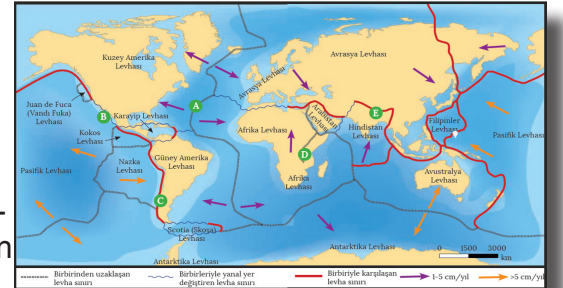 Kuzey Amerika
Levhası
Avrasya
Levhası
Avrasya Levhası
Juan de Fuca
(Vandı Fuka)
Levhası
A
B
Karayip Levhası
Kokos
Levhası
Arabistan
Levhası
E
Hindistan
Levhası
Filipinler
Levhası
Pasifik Levhası
Afrika Levhası
D
Nazka
Levhası
Güney Amerika
Levhası
Pasifik Levhası
Afrika
Levhası
Avustralya
Levhası
C
Scotia (Skoşa)
Levhası
Antarktika Levhası
Antarktika Levhası
0 1500 3000
km
Birbirinden uzaklaşan
levha sınırı
Birbirleriyle yanal yer
değiştiren levha sınırı
Birbiriyle karşılaşan
levha sınırı
1-5 cm/yıl
>5 cm/yıl